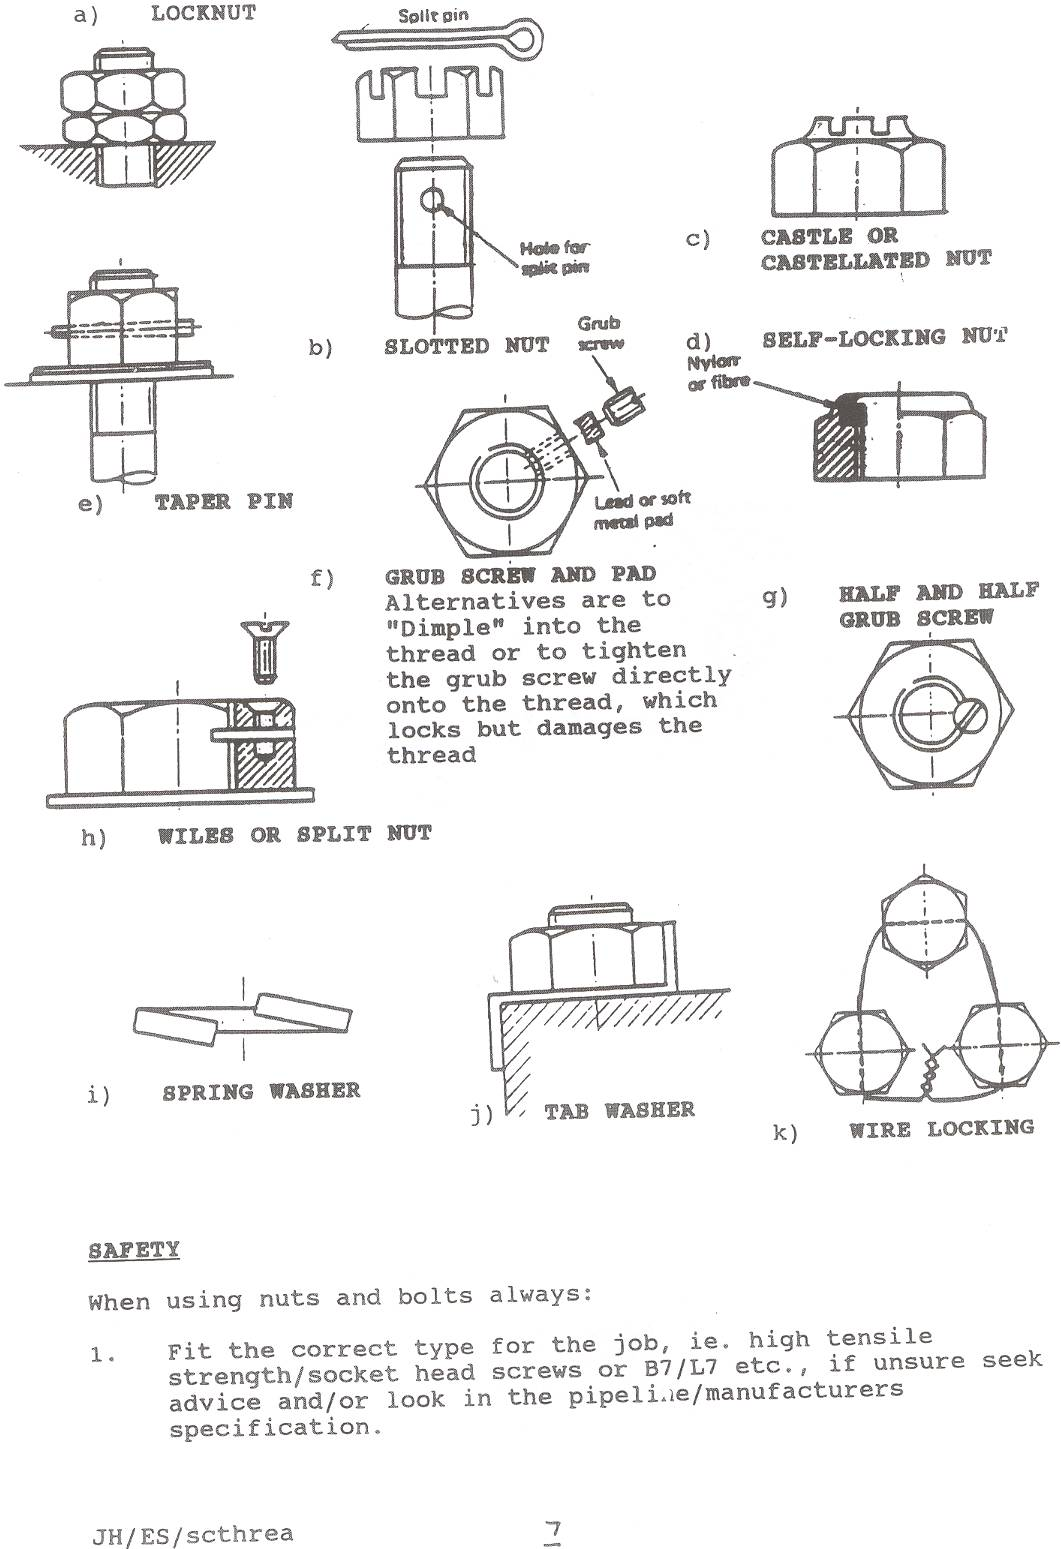 a) LOCKNUT
Split pin
Hole for
split pin
b) SLOTTED NUT
c) CASTLE OR
CASTELLATED NUT
d) SELF-LOCKING NUT
Nylon
or fibre
Grub
screw
Lead or soft
metal pad
e) TAPER PIN
f) GRUB SCREW AND PAD
Alternatives are to
"Dimple" into the
thread or to tighten
the grub screw directly
onto the thread, which
locks but damages the
thread
g) HALF AND HALF
GRUB SCREW
h) WILES OR SPLIT NUT
i) SPRING WASHER
j) TAB WASHER
k) WIRE LOCKING
SAFETY
When using nuts and bolts always:
1. Fit the correct type for the job, ie. high tensile
strength/socket head screws or B7/L7 etc., if unsure seek
advice and/or look in the pipeline/manufacturers
specification.
JH/ES/scthrea
7